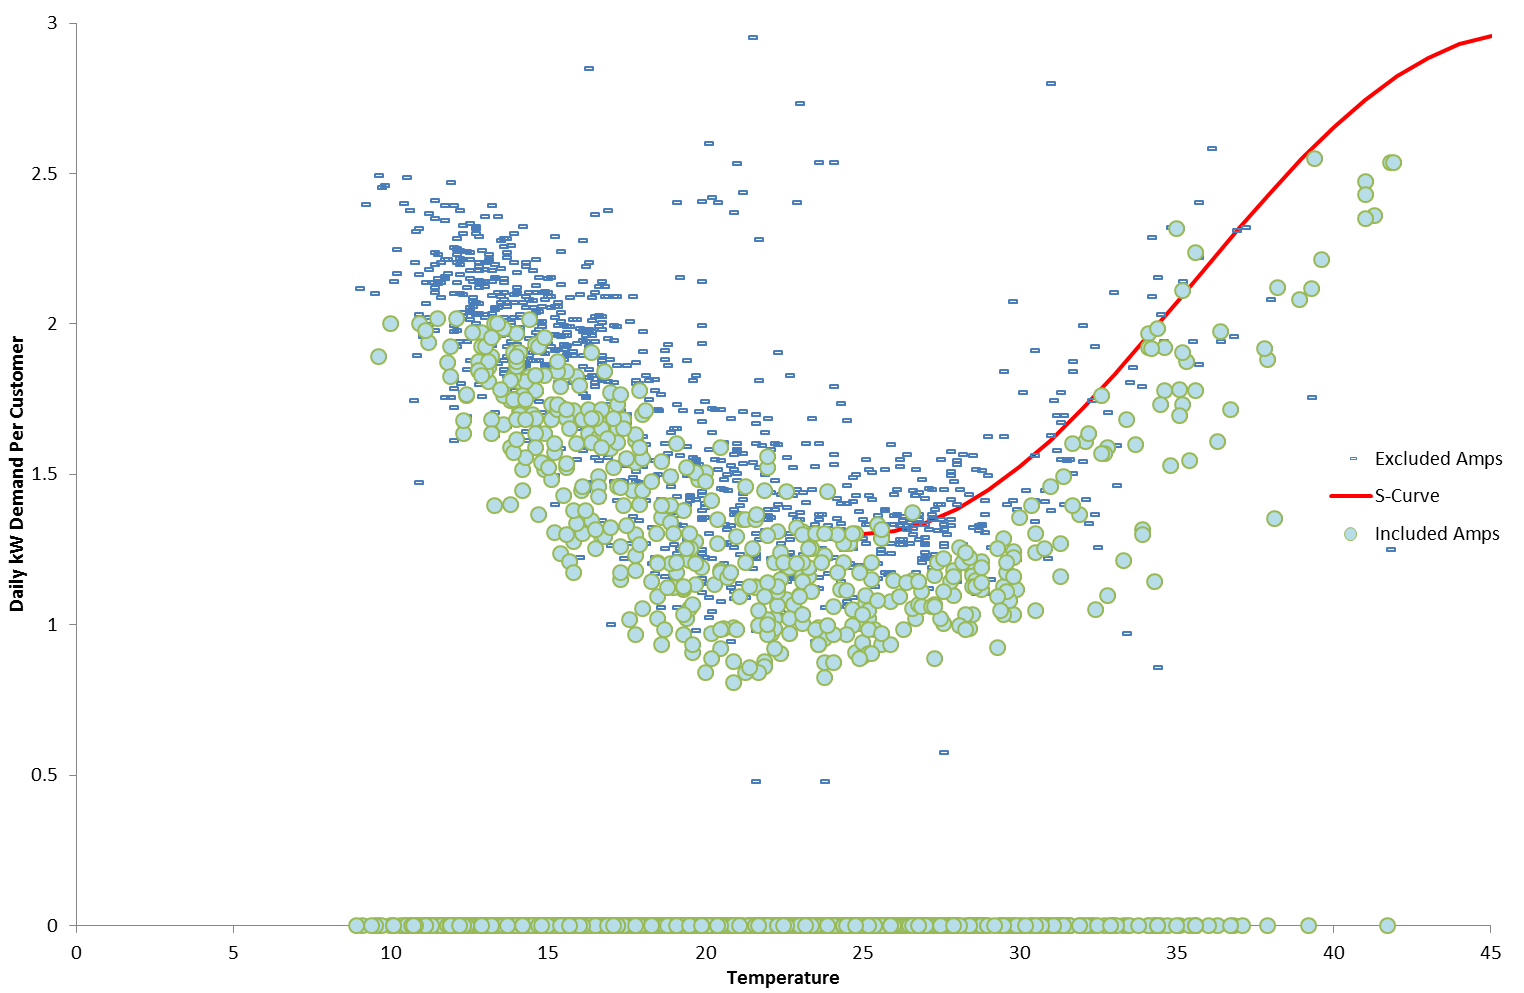 3
2.5
2
1.5
1
0.5
0
Daily kW Demand Per Customer
Excluded Amps
S-Curve
Included Amps
0 5 10 15 20 25 30 35 40 45
Temperature